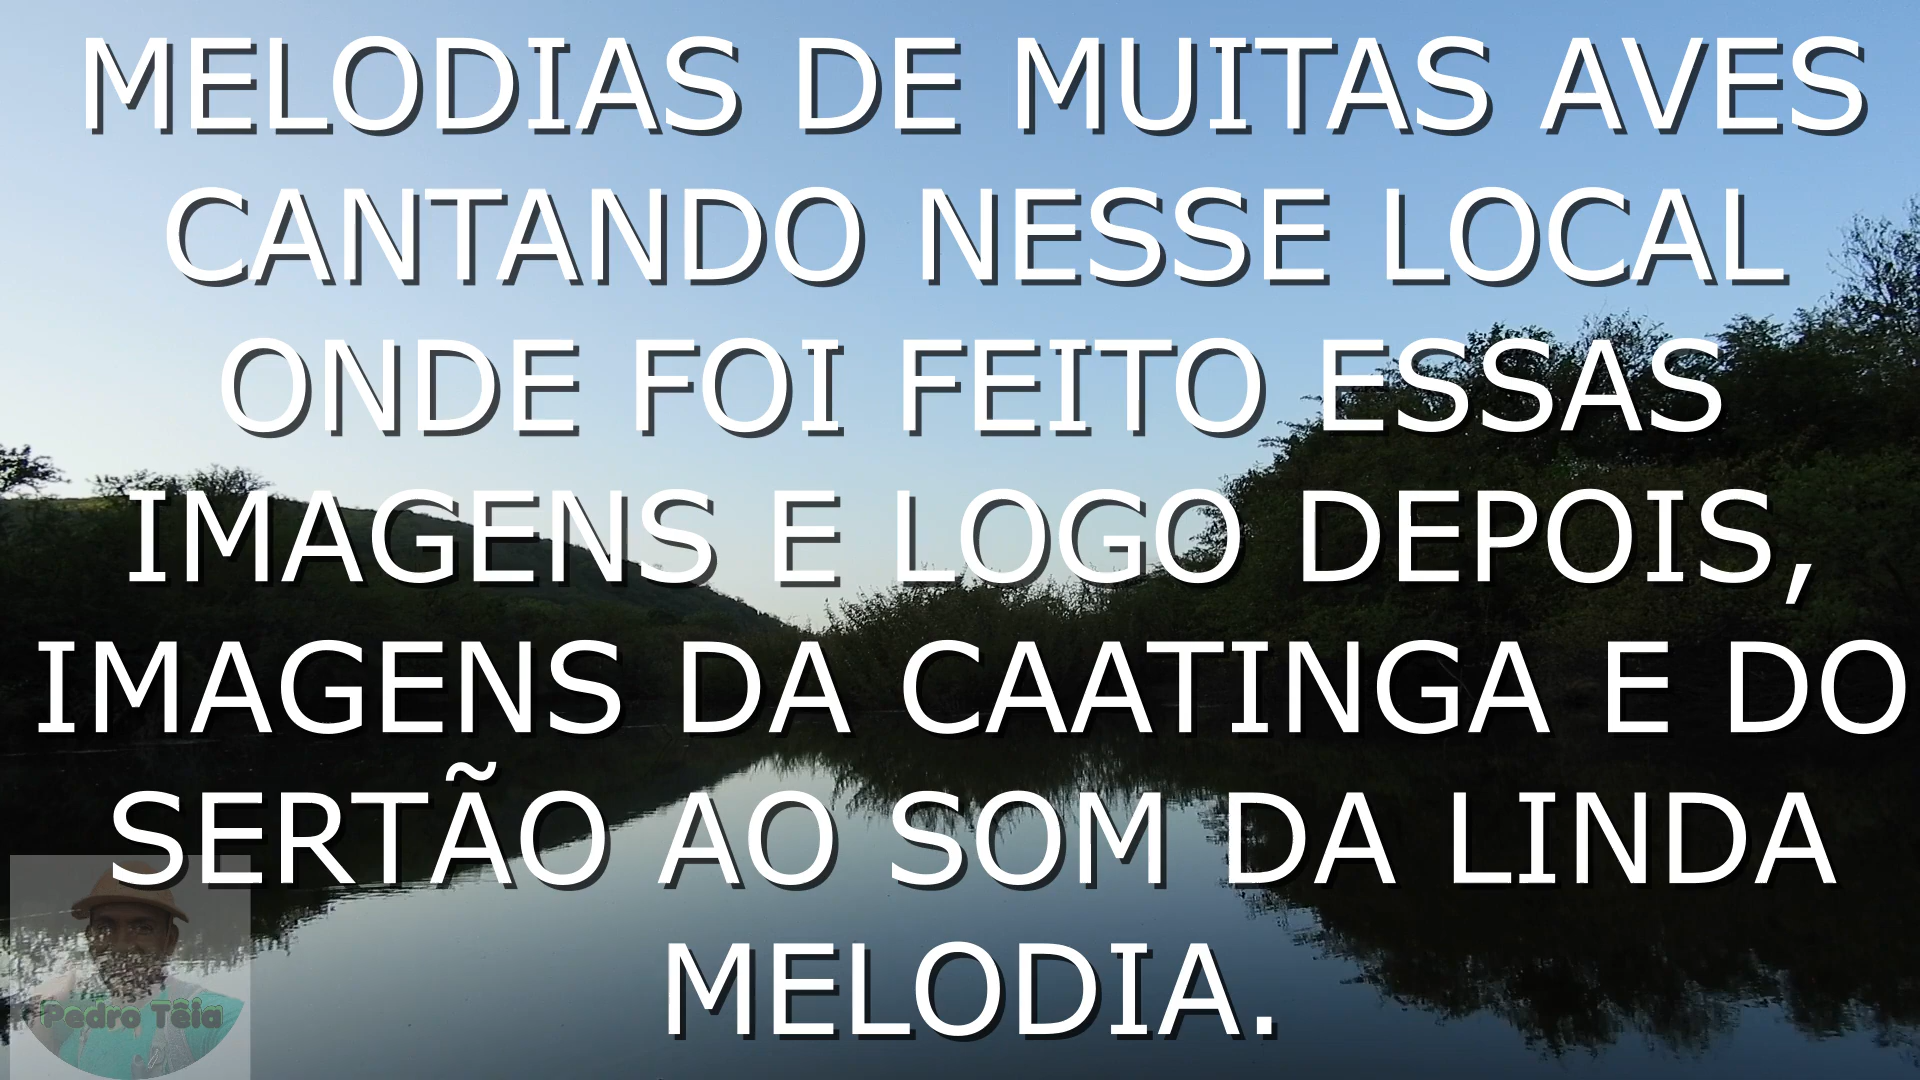 MELODIAS DE MUITAS AVES
CANTANDO NESSE LOCAL
ONDE FOI FEITO ESSAS
IMAGENS E LOGO DEPOIS,
IMAGENS DA CAATINGA E DO
SERTÃO AO SOM DA LINDA
MELODIA.
Pedro Têia